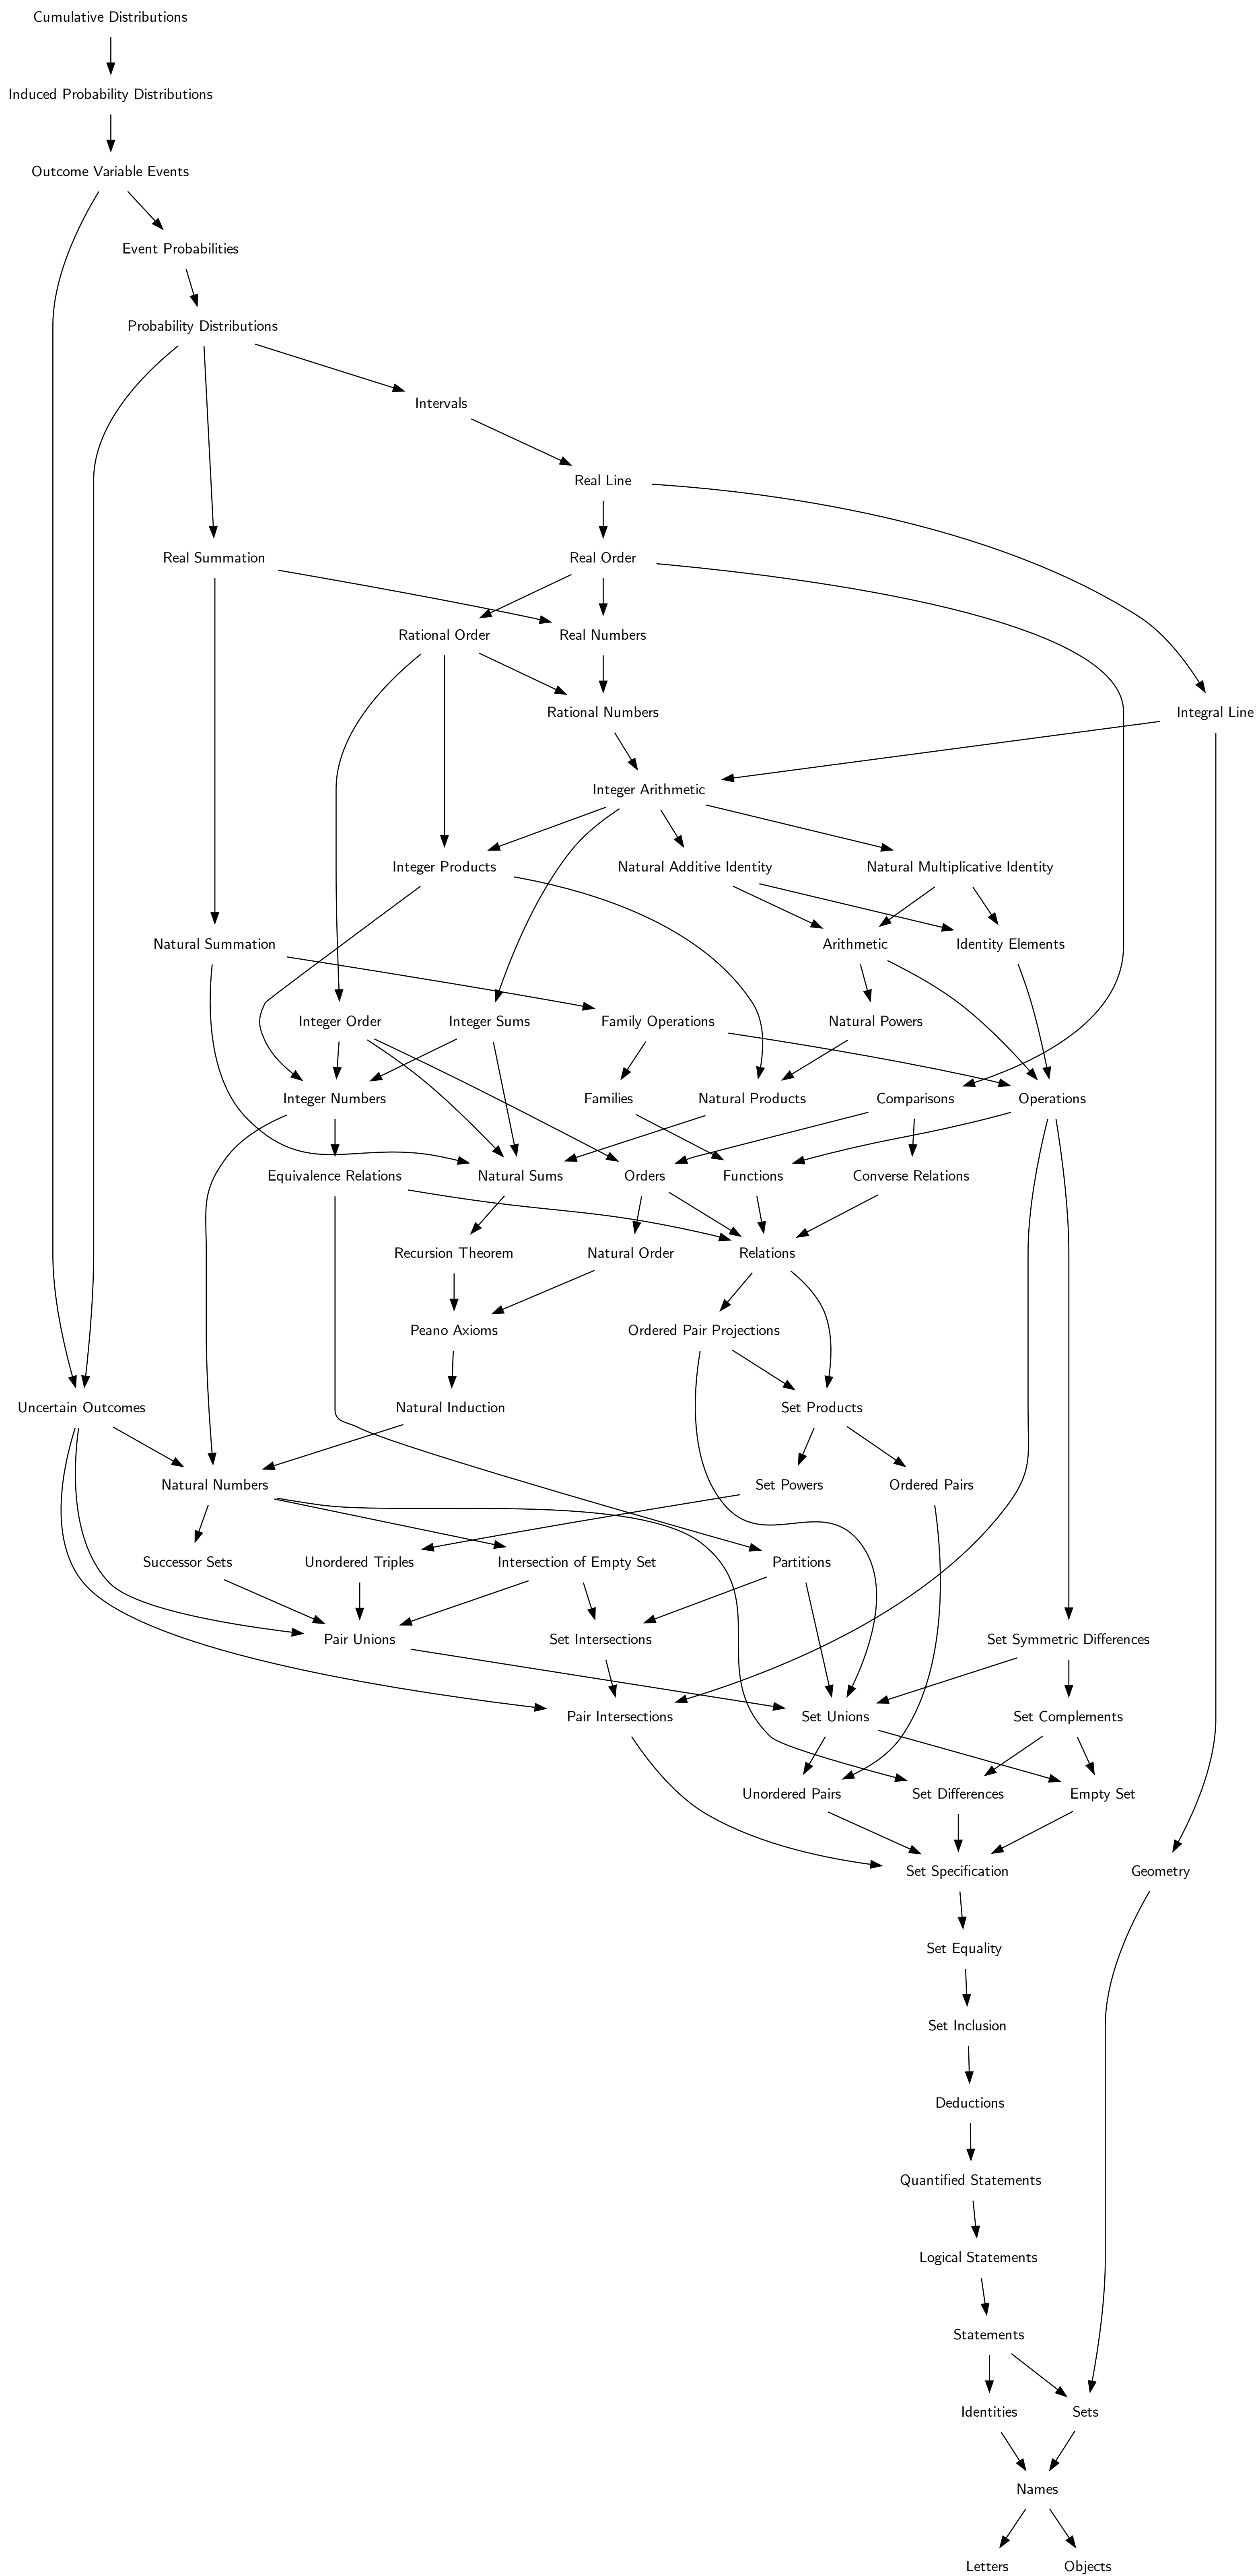 Cumulative Distributions
Induced Probability Distributions
Outcome Variable Events
Event Probabilities
Probability Distributions
Intervals
Real Line
Real Summation
Real Order
Rational Order
Real Numbers
Rational Numbers
Integral Line
Integer Arithmetic
Integer Products
Natural Additive Identity
Natural Multiplicative Identity
Natural Summation
Arithmetic
Identity Elements
Integer Order
Integer Sums
Family Operations
Natural Powers
Integer Numbers
Families
Natural Products
Comparisons
Operations
Equivalence Relations
Natural Sums
Orders
Functions
Converse Relations
Recursion Theorem
Natural Order
Relations
Peano Axioms
Ordered Pair Projections
Uncertain Outcomes
Natural Induction
Set Products
Natural Numbers
Set Powers
Ordered Pairs
Successor Sets
Unordered Triples
Intersection of Empty Set
Partitions
Pair Unions
Set Intersections
Set Symmetric Differences
Pair Intersections
Set Unions
Set Complements
Unordered Pairs
Set Differences
Empty Set
Set Specification
Geometry
Set Equality
Set Inclusion
Deductions
Quantified Statements
Logical Statements
Statements
Identities
Sets
Names
Letters
Objects